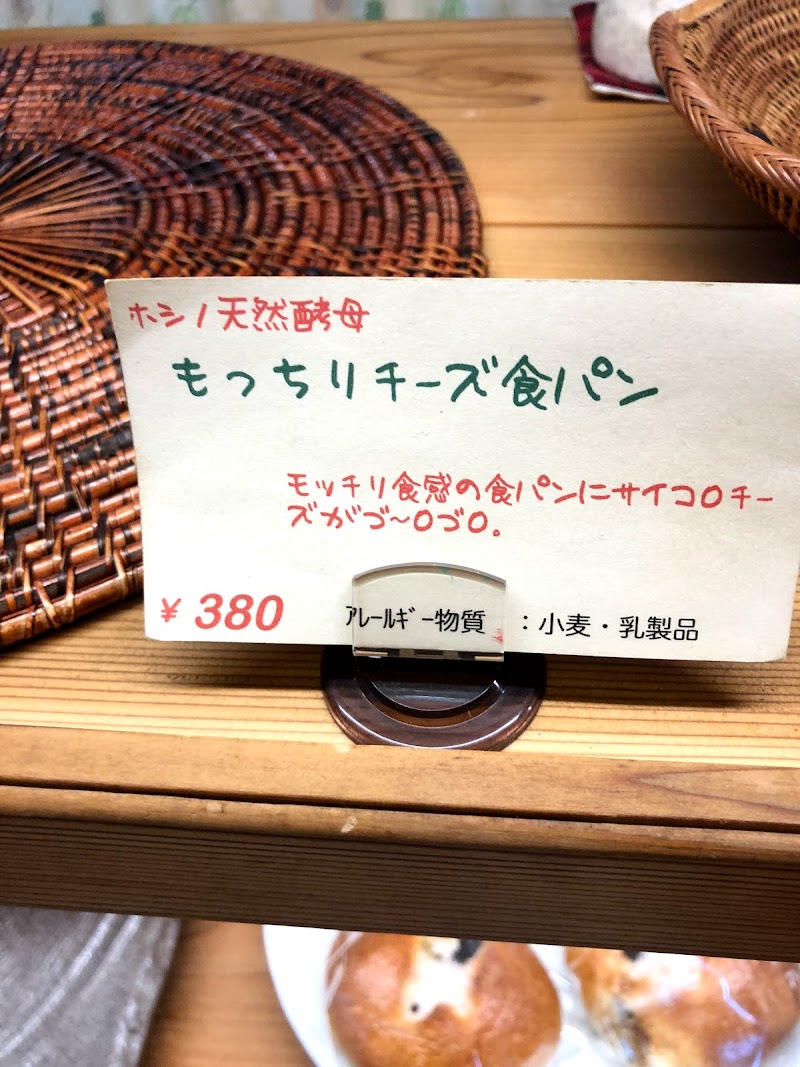 ホシノ天然酵母
もっちりチーズ食パン
モッチリ食感の食パンにサイコロチー
ズがゴ〜ロゴロ。
¥ 380
ｱﾚｰﾙｷﾞｰ物質 ：小麦・乳製品